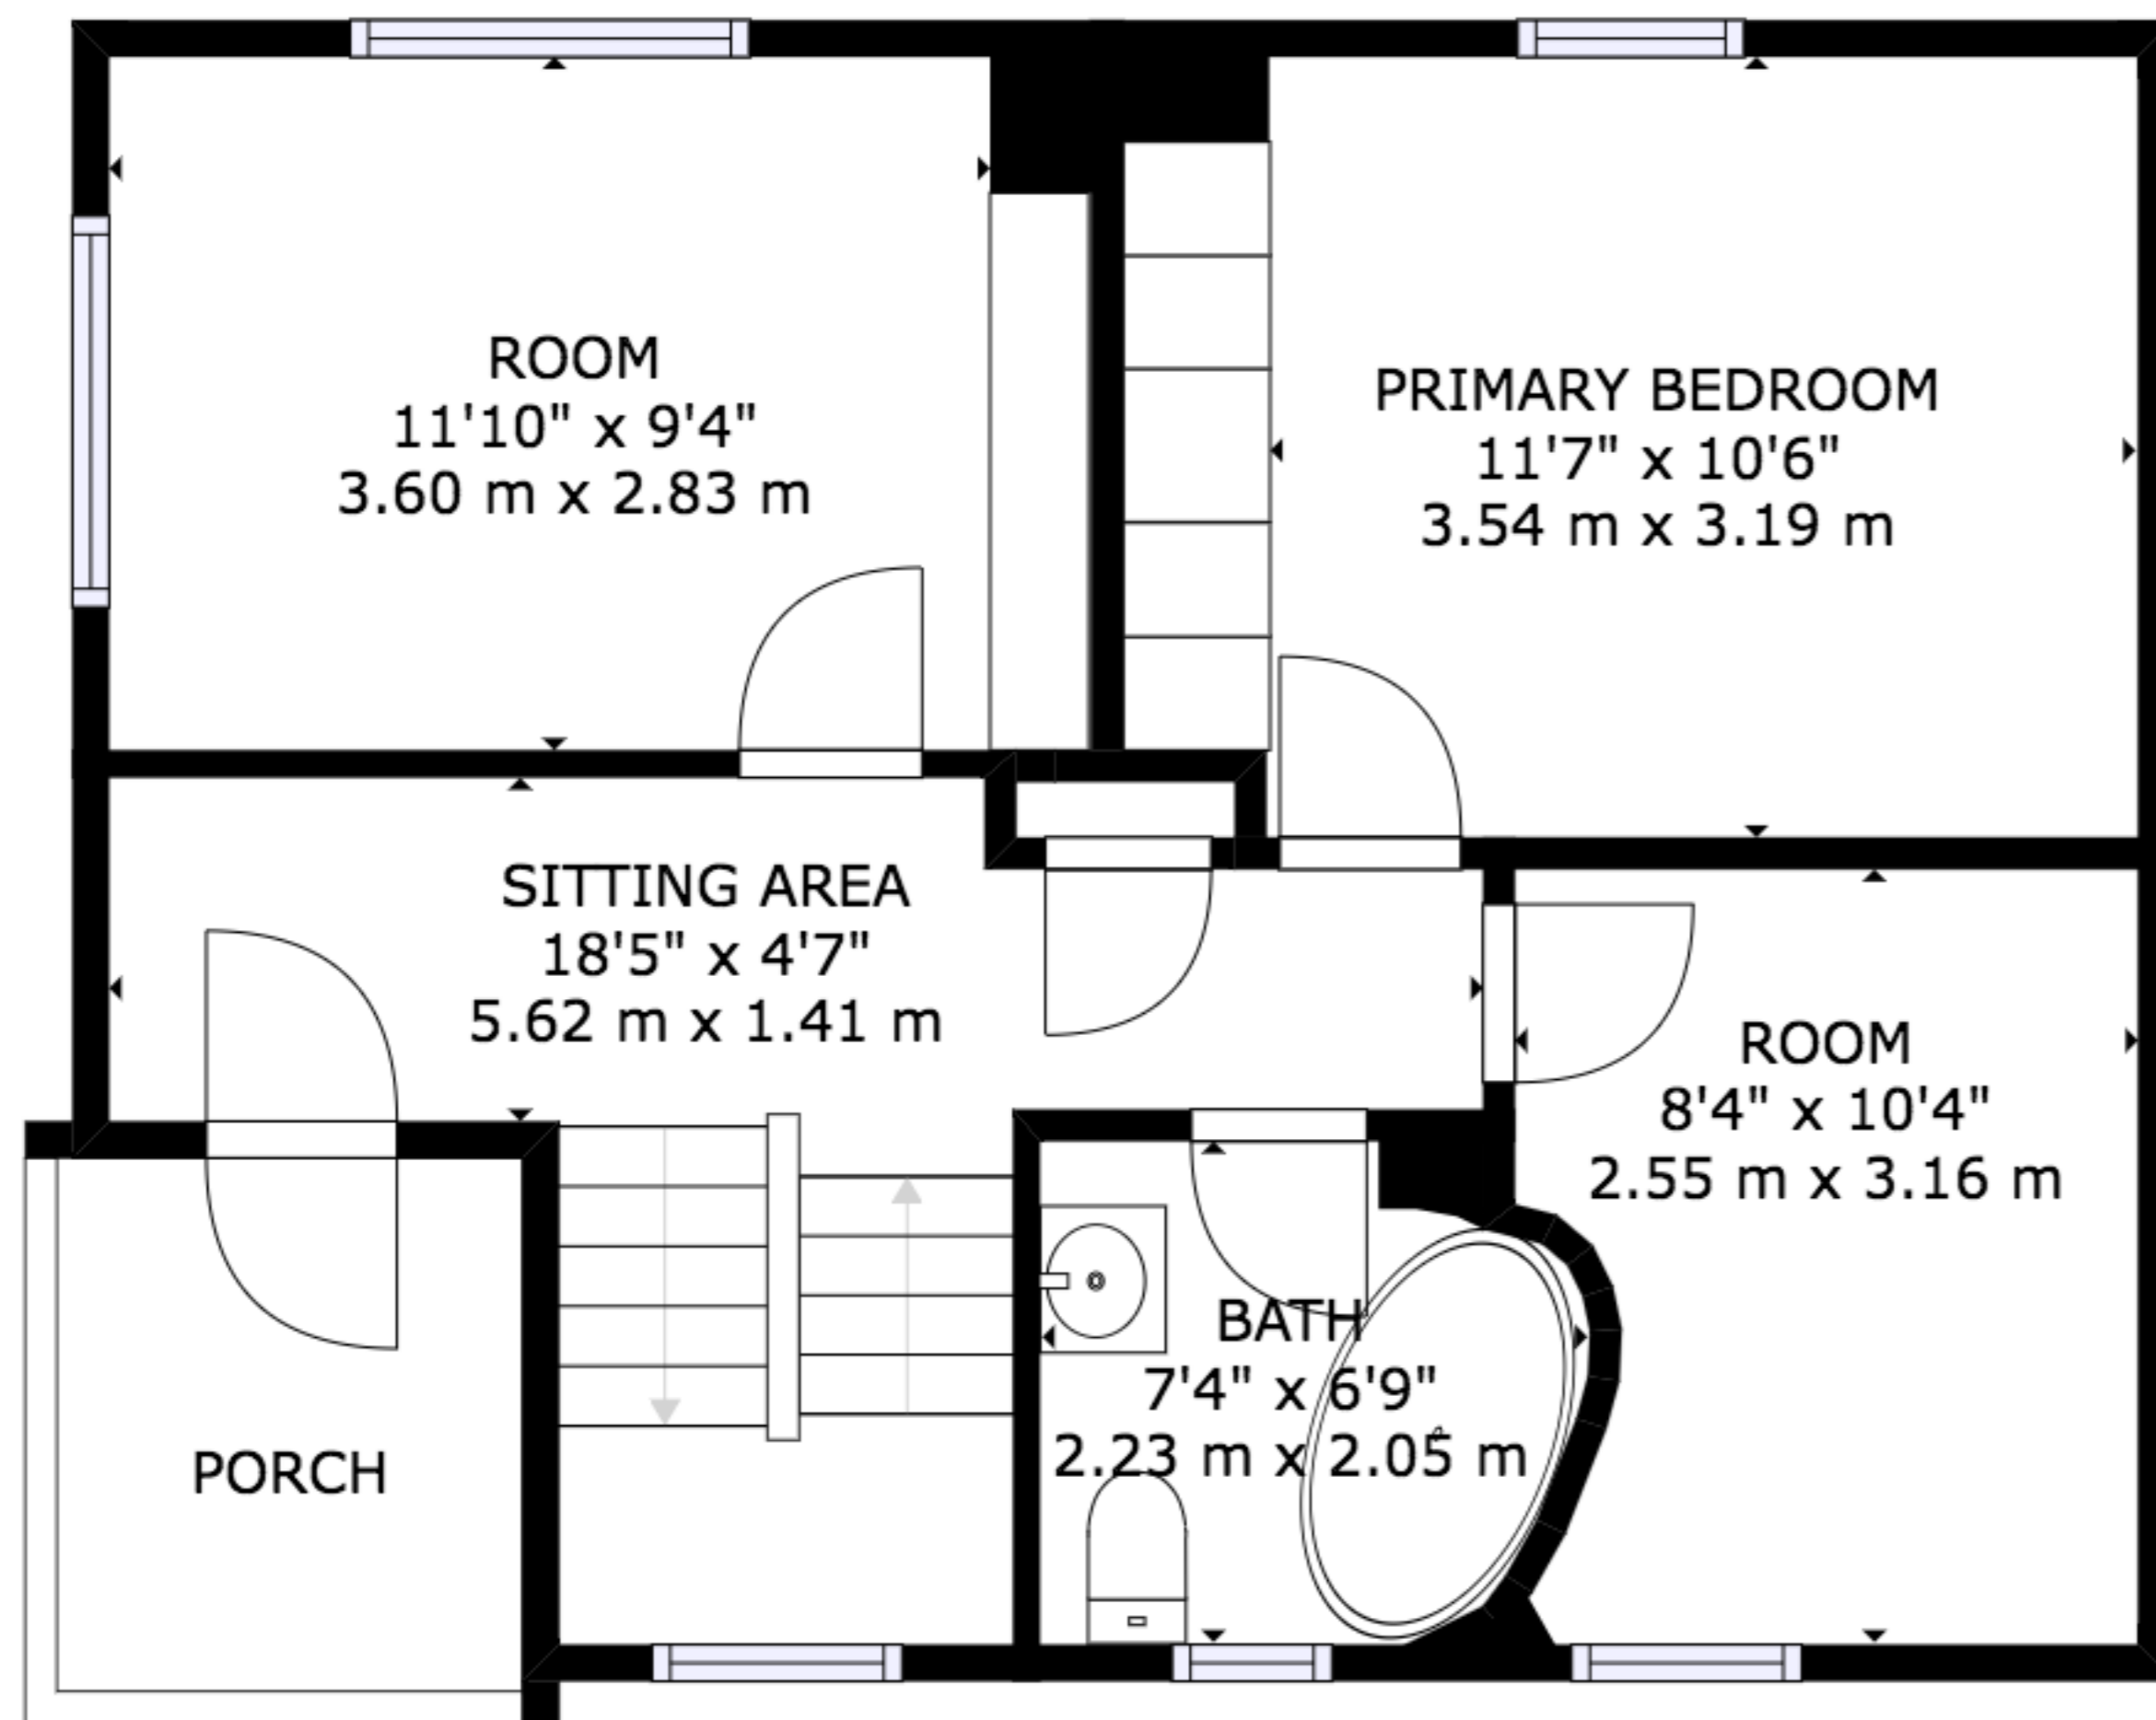 ROOM
11'10" x 9'4"
3.60 m x 2.83 m
PRIMARY BEDROOM
11'7" x 10'6"
3.54 m x 3.19 m
SITTING AREA
18'5" x 4'7"
5.62 m x 1.41 m
ROOM
8'4" x 10'4"
2.55 m x 3.16 m
BATH
7'4" x 6'9"
2.23 m x 2.05 m
PORCH